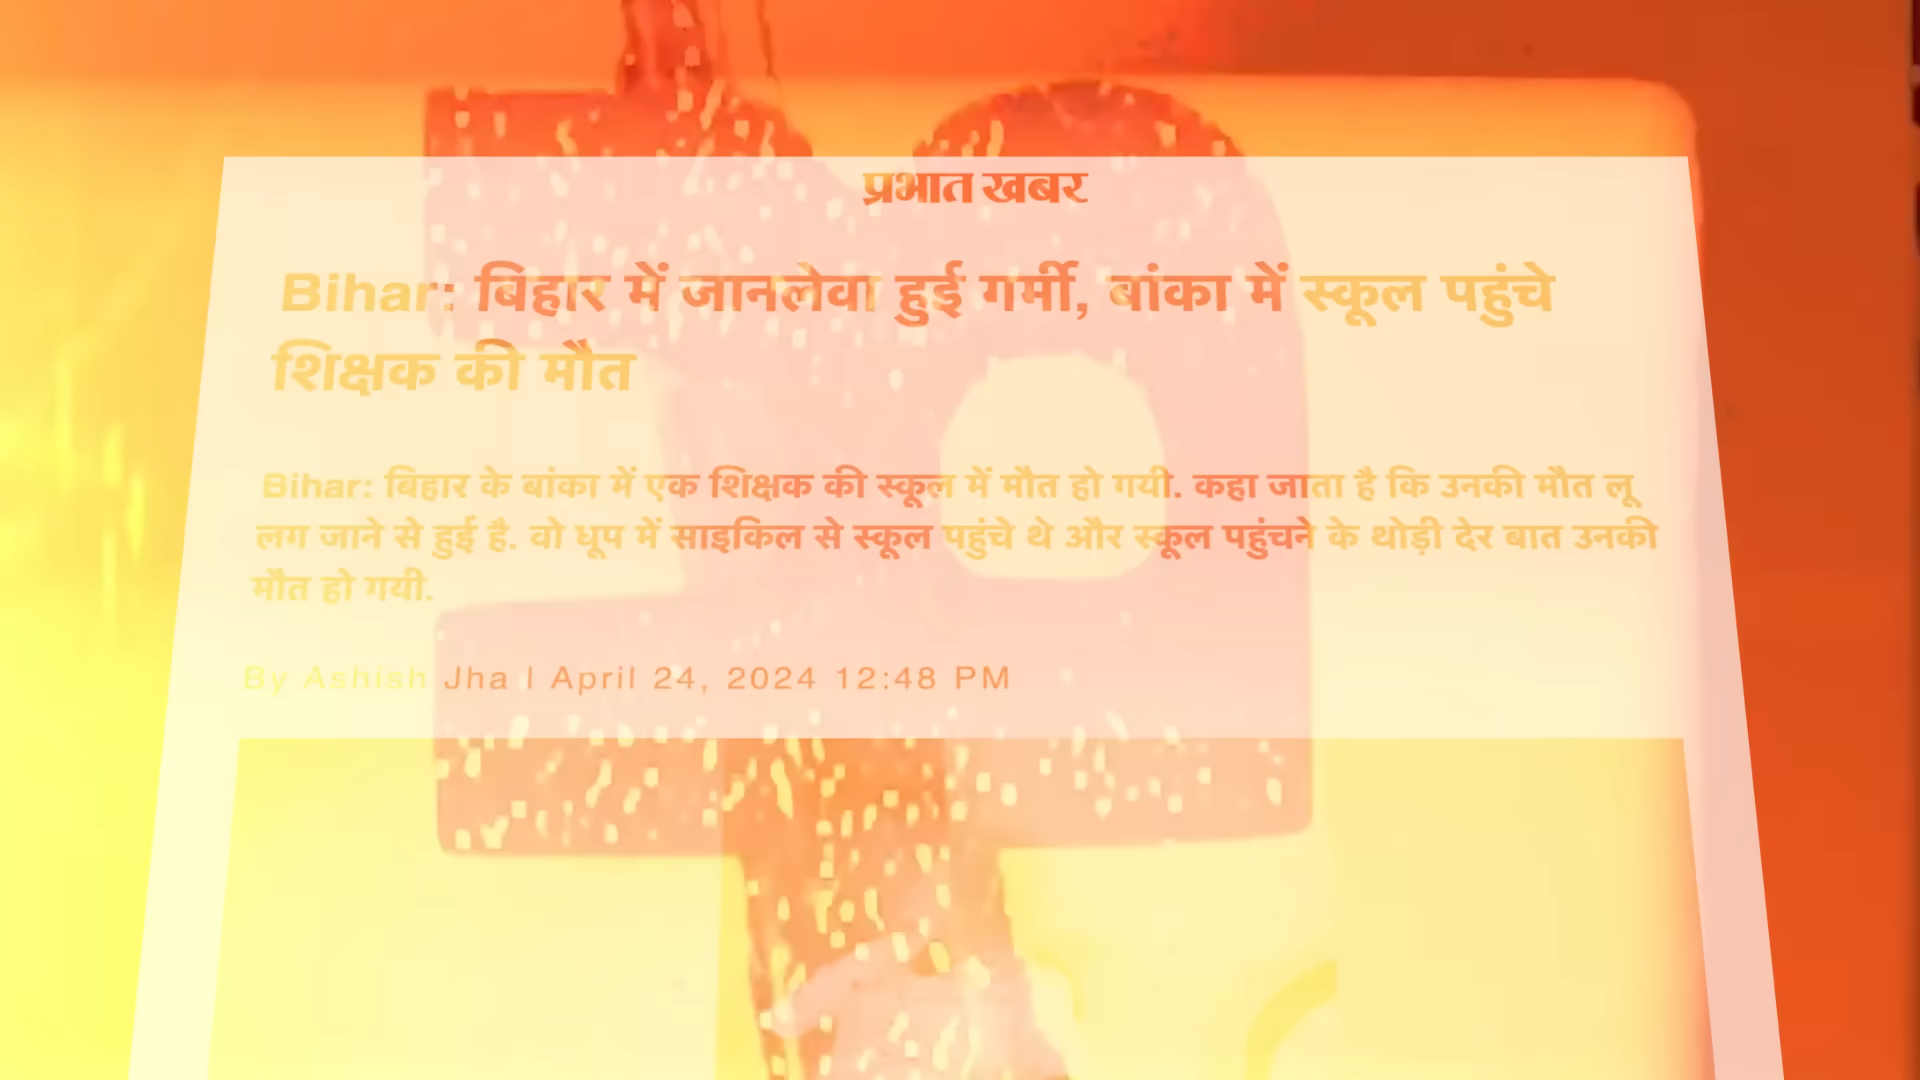 प्रभात खबर
Bihar: बिहार में जानलेवा हुई गर्मी, बांका में स्कूल पहुंचे
शिक्षक की मौत
Bihar: बिहार के बांका में एक शिक्षक की स्कूल में मौत हो गयी. कहा जाता है कि उनकी मौत लू
लग जाने से हुई है. वो धूप में साइकिल से स्कूल पहुंचे थे और स्कूल पहुंचने के थोड़ी देर बात उनकी
मौत हो गयी.
By Ashish Jha | April 24, 2024 12:48 PM